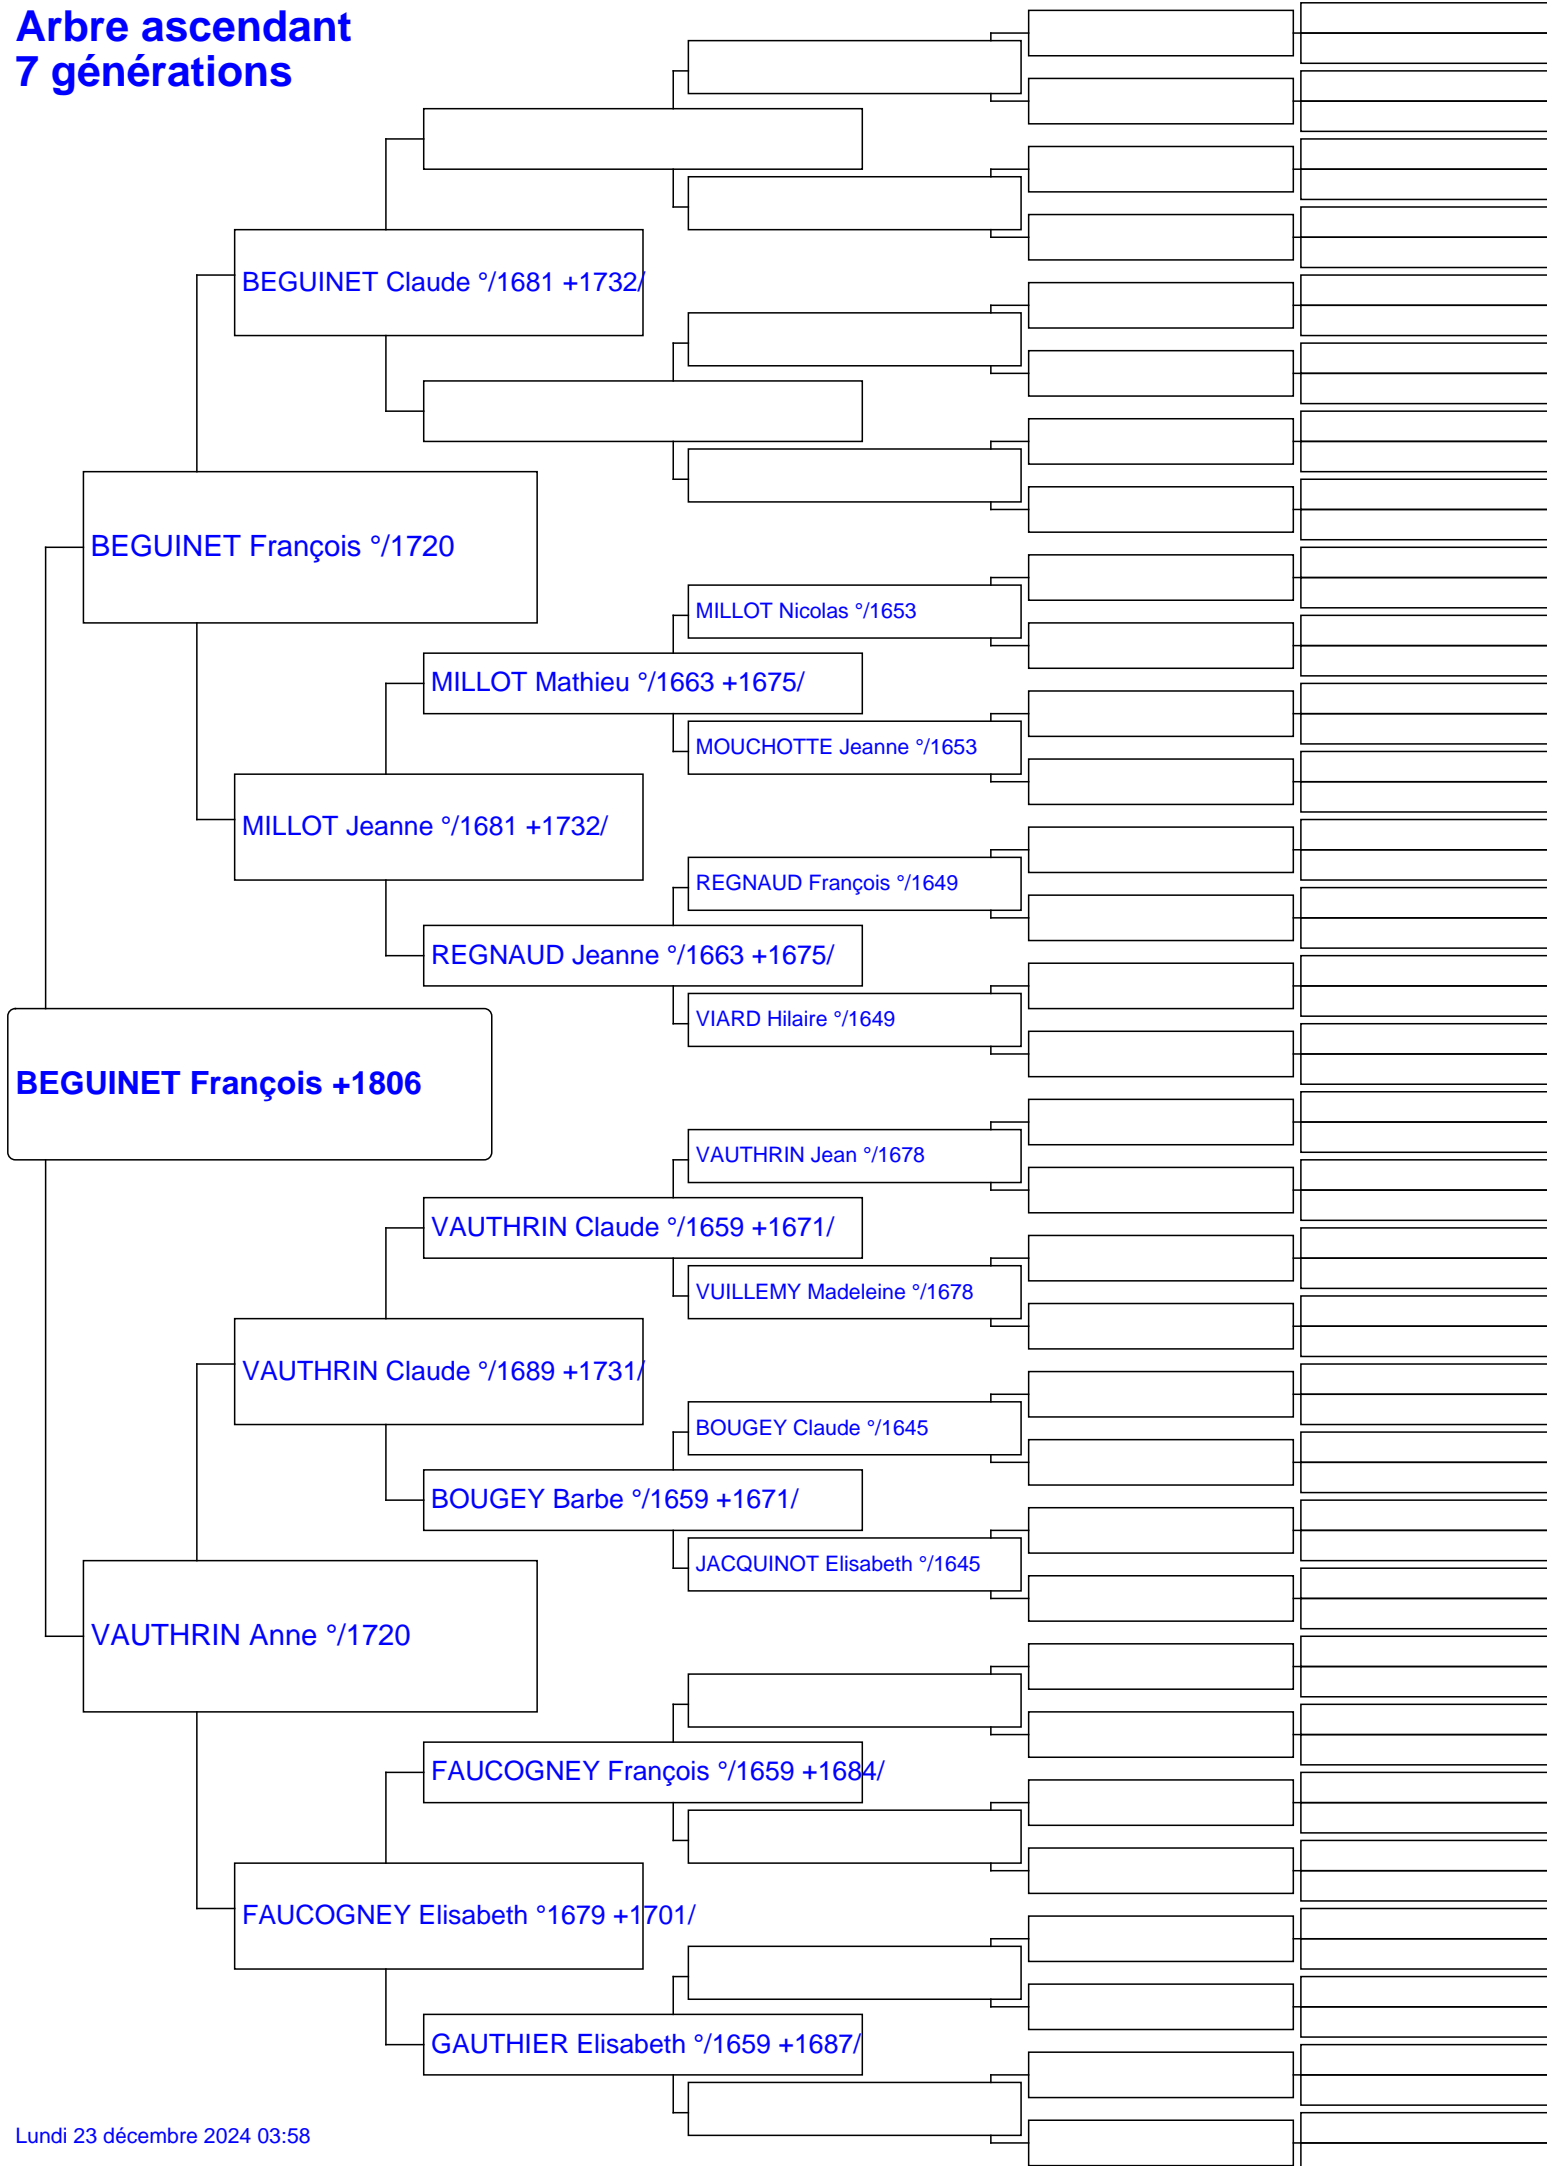 Arbre ascendant
7 générations
BEGUINET Claude °/1681 +1732/
BEGUINET François °/1720
MILLOT Nicolas °/1653
MILLOT Mathieu °/1663 +1675/
MOUCHOTTE Jeanne °/1653
MILLOT Jeanne °/1681 +1732/
REGNAUD François °/1649
REGNAUD Jeanne °/1663 +1675/
VIARD Hilaire °/1649
BEGUINET François +1806
VAUTHRIN Jean °/1678
VAUTHRIN Claude °/1659 +1671/
VUILLEMY Madeleine °/1678
VAUTHRIN Claude °/1689 +1731/
BOUGEY Claude °/1645
BOUGEY Barbe °/1659 +1671/
JACQUINOT Elisabeth °/1645
VAUTHRIN Anne °/1720
FAUCOGNEY François °/1659 +1684/
FAUCOGNEY Elisabeth °1679 +1701/
GAUTHIER Elisabeth °/1659 +1687/
Lundi 23 décembre 2024 03:58